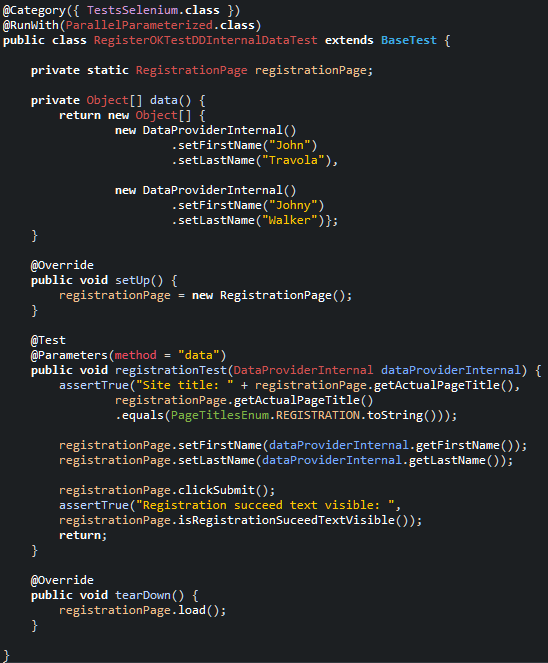 @Category({ TestsSelenium.class })
@RunWith(ParallelParameterized.class)
public class RegisterOKTestDDInternalDataTest extends BaseTest {

    private static RegistrationPage registrationPage;

    private Object[] data() {
        return new Object[] {
                new DataProviderInternal()
                        .setFirstName("John")
                        .setLastName("Travola"),

                new DataProviderInternal()
                        .setFirstName("Johny")
                        .setLastName("Walker")};
    }

    @Override
    public void setUp() {
        registrationPage = new RegistrationPage();
    }

    @Test
    @Parameters(method = "data")
    public void registrationTest(DataProviderInternal dataProviderInternal) {
        assertTrue("Site title: " + registrationPage.getActualPageTitle(),
                registrationPage.getActualPageTitle()
                .equals(PageTitlesEnum.REGISTRATION.toString()));

        registrationPage.setFirstName(dataProviderInternal.getFirstName());
        registrationPage.setLastName(dataProviderInternal.getLastName());

        registrationPage.clickSubmit();
        assertTrue("Registration succeed text visible: ",
        registrationPage.isRegistrationSuceedTextVisible());
        return;
    }

    @Override
    public void tearDown() {
        registrationPage.load();
    }

}